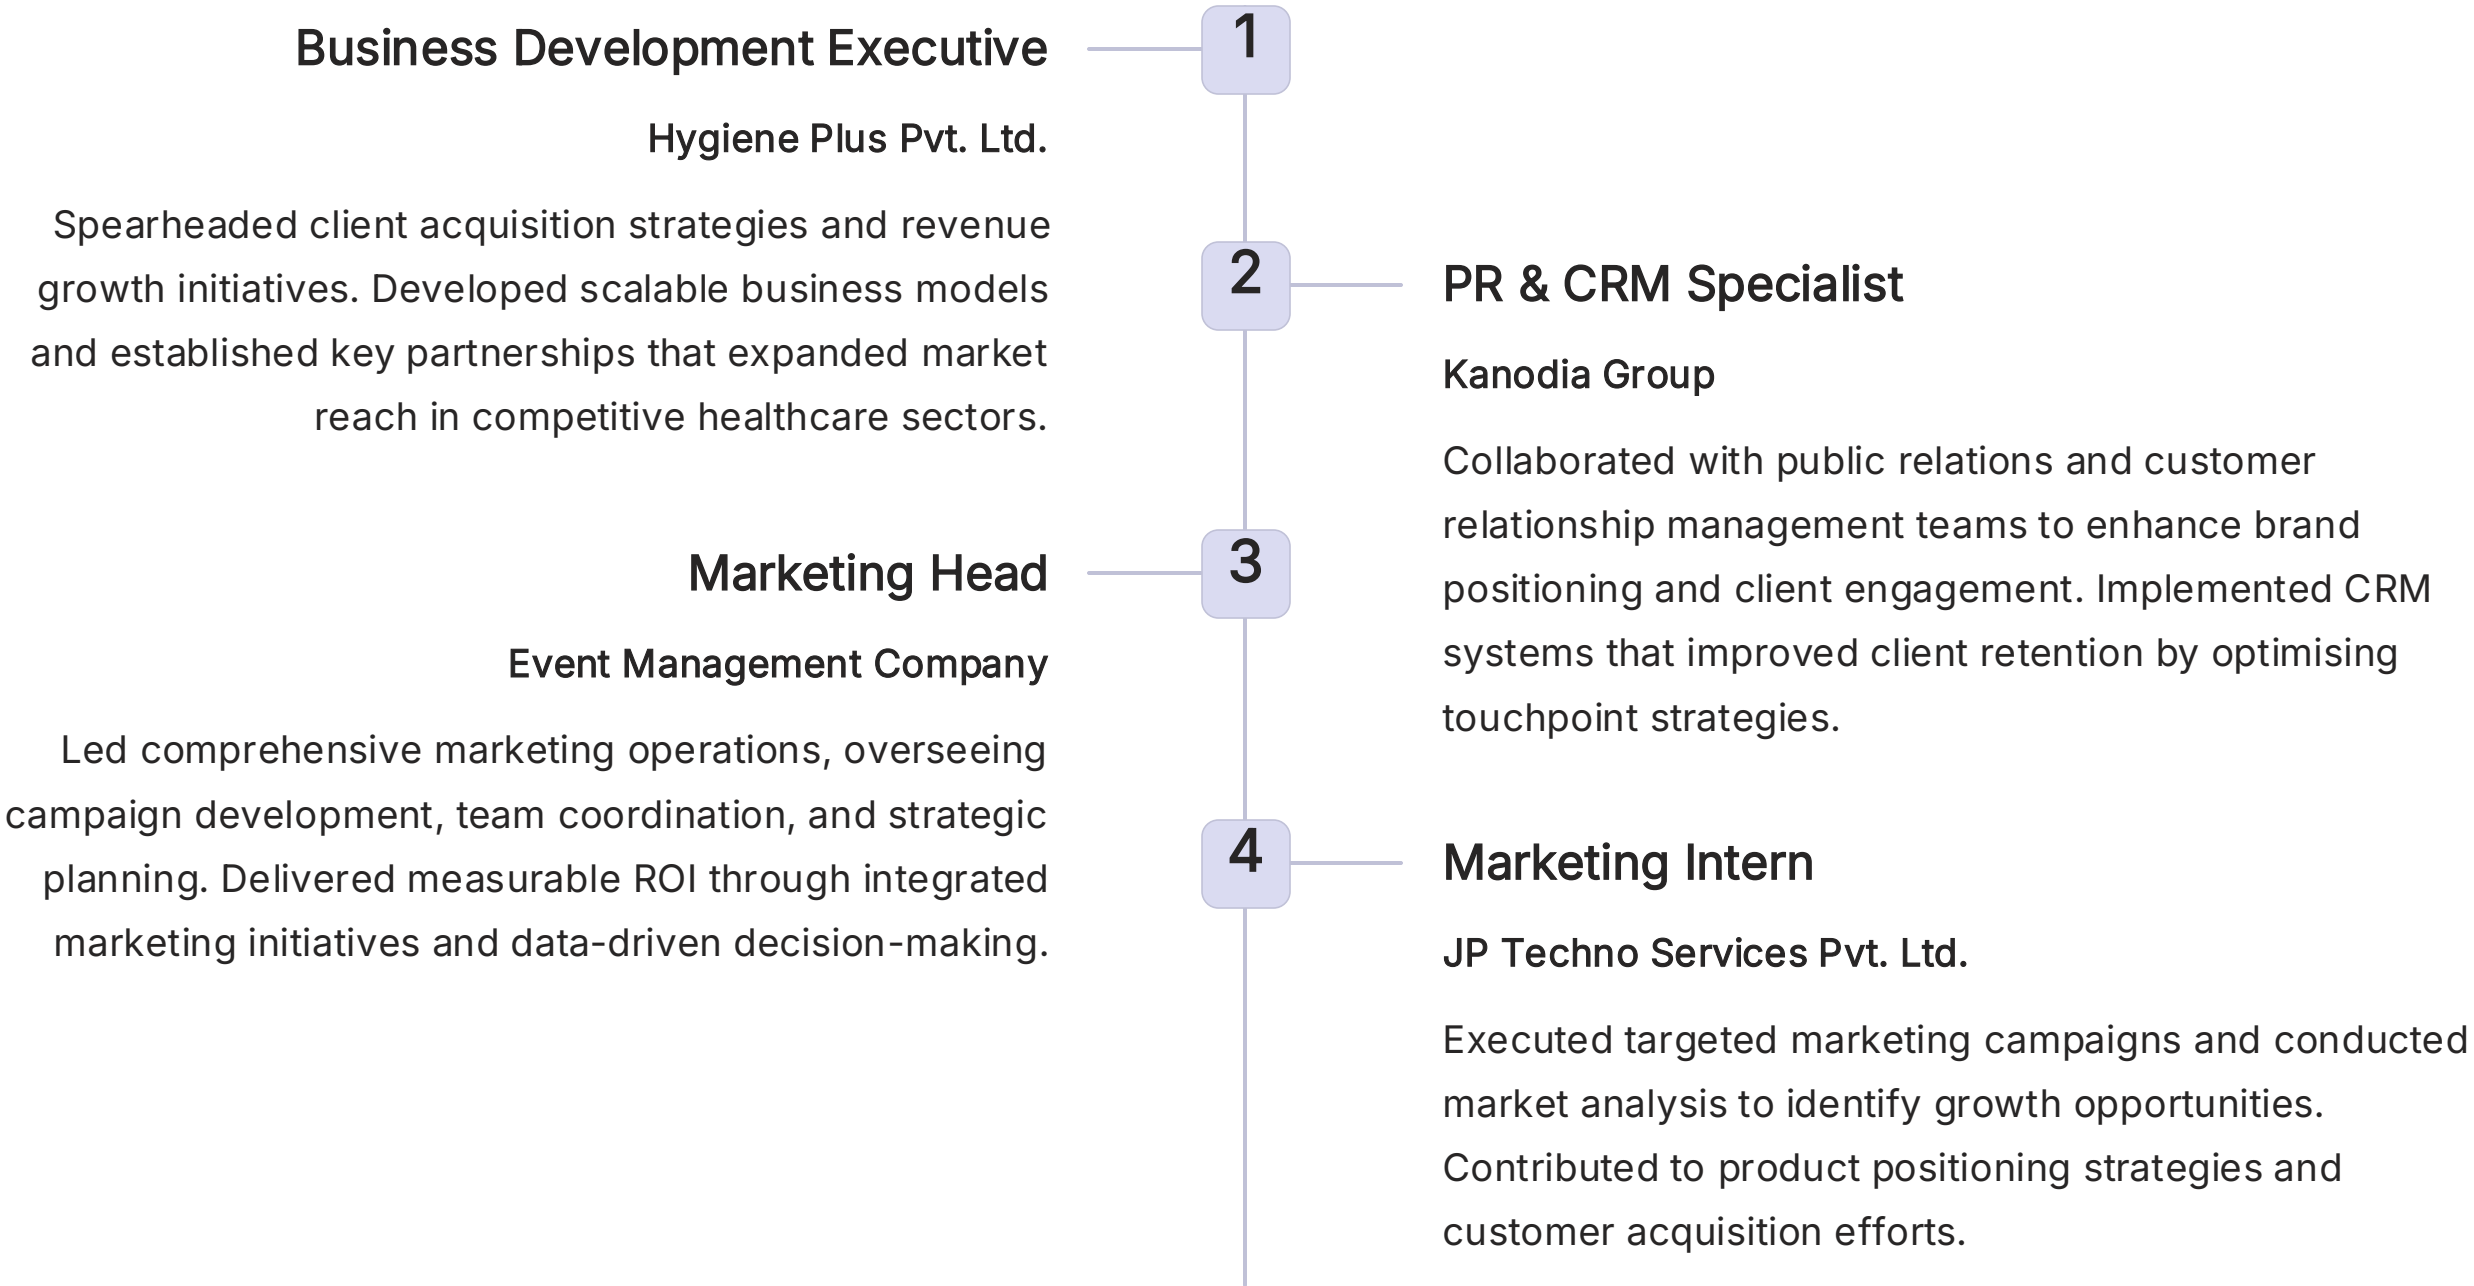 1
Business Development Executive
Hygiene Plus Pvt. Ltd.
Spearheaded client acquisition strategies and revenue
growth initiatives. Developed scalable business models
and established key partnerships that expanded market
reach in competitive healthcare sectors.
2
PR & CRM Specialist
Kanodia Group
Collaborated with public relations and customer
relationship management teams to enhance brand
positioning and client engagement. Implemented CRM
systems that improved client retention by optimising
touchpoint strategies.
3
Marketing Head
Event Management Company
Led comprehensive marketing operations, overseeing
campaign development, team coordination, and strategic
planning. Delivered measurable ROI through integrated
marketing initiatives and data-driven decision-making.
4
Marketing Intern
JP Techno Services Pvt. Ltd.
Executed targeted marketing campaigns and conducted
market analysis to identify growth opportunities.
Contributed to product positioning strategies and
customer acquisition efforts.